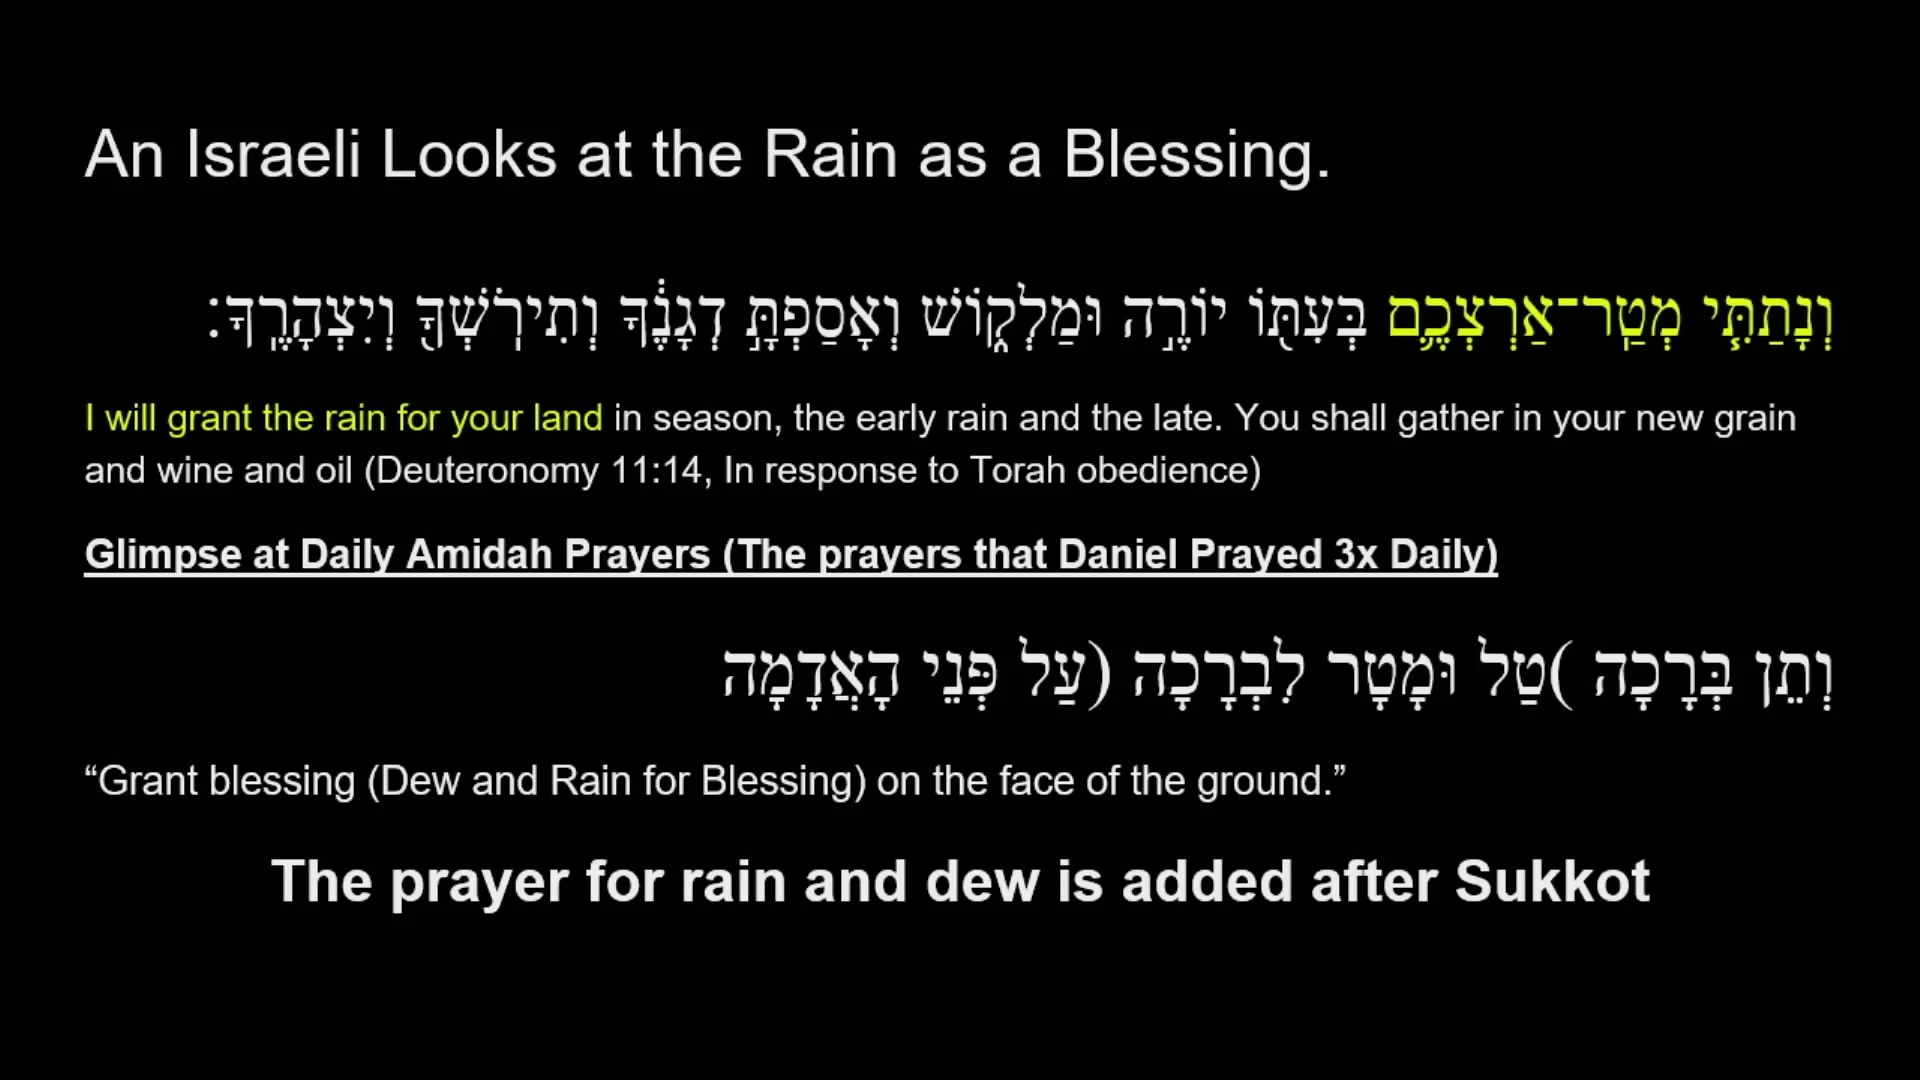 An Israeli Looks at the Rain as a Blessing.
וְנָתַתִּ֧י מְטַֽר־אַרְצְכֶ֛ם בְּעִתּ֖וֹ יוֹרֶ֣ה וּמַלְק֑וֹשׁ וְאָסַפְתָּ֣ דְגָנֶ֔ךָ וְתִירֹֽשְׁךָ֖ וְיִצְהָרֶֽךָ׃
I will grant the rain for your land in season, the early rain and the late. You shall gather in your new grain
and wine and oil (Deuteronomy 11:14, In response to Torah obedience)
Glimpse at Daily Amidah Prayers (The prayers that Daniel Prayed 3x Daily)
וְתֵן בְּרָכָה )טַל וּמָטָר לִבְרָכָה (עַל פְּנֵי הָאֲדָמָה
“Grant blessing (Dew and Rain for Blessing) on the face of the ground.”
The prayer for rain and dew is added after Sukkot